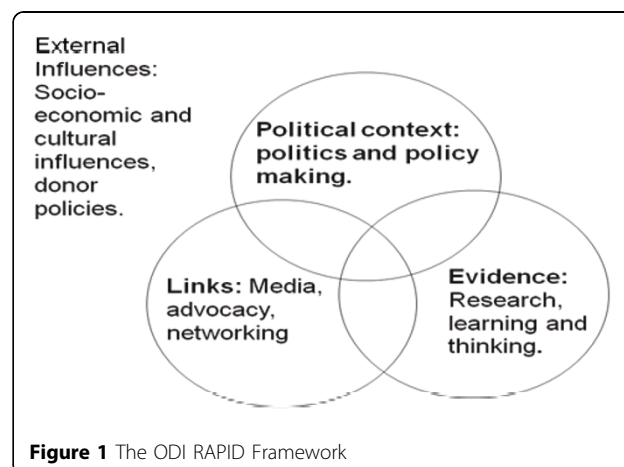 External
Influences:
Socio-
economic and
cultural
influences,
donor
policies.
Political context:
politics and policy
making.
Links: Media,
advocacy,
networking
Evidence:
Research,
learning and
thinking.
Figure 1 The ODI RAPID Framework